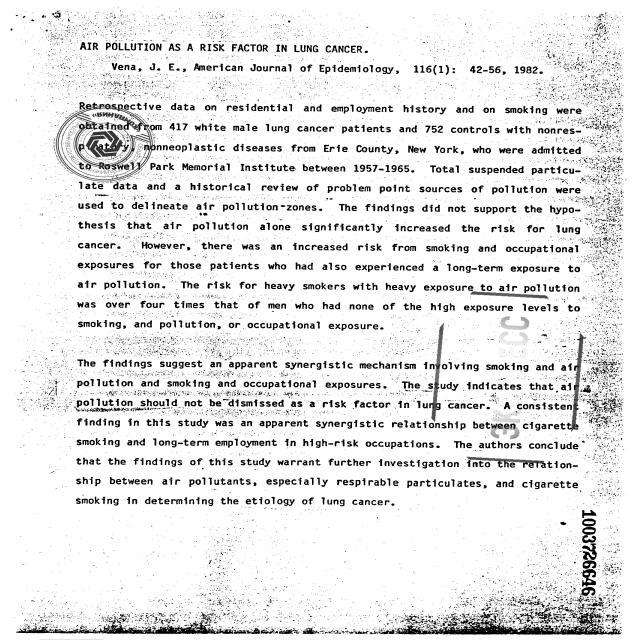 AIR POLLUTION AS A RISK FACTOR IN LUNG CANCER.
Vena, J. E., American Journal of Epidemiology, 116(1): 42-56, 1982.
Retrospective data on residential and employment history and on smoking were
obtained from 417 white male lung cancer patients and 752 controls with nonres-
piratory, nonneoplastic diseases from Erie County, New York, who were admitted
to Roswell Park Memorial Institute between 1957-1965. Total suspended particu-
late data and a historical review of problem point sources of pollution were
used to delineate air pollution zones. The findings did not support the hypo-
thesis that air pollution alone significantly increased the risk for lung
cancer. However, there was an increased risk from smoking and occupational
exposures for those patients who had also experienced a long-term exposure to
air pollution. The risk for heavy smokers with heavy exposure to air pollution
was over four times that of men who had none of the high exposure levels to
smoking, and pollution, or occupational exposure.
The findings suggest an apparent synergistic mechanism involving smoking and air
pollution and smoking and occupational exposures. The study indicates that air
pollution should not be dismissed as a risk factor in lung cancer. A consistent
finding in this study was an apparent synergistic relationship between cigarette
smoking and long-term employment in high-risk occupations. The authors conclude
that the findings of this study warrant further investigation into the relation-
ship between air pollutants, especially respirable particulates, and cigarette
smoking in determining the etiology of lung cancer.
1003726646